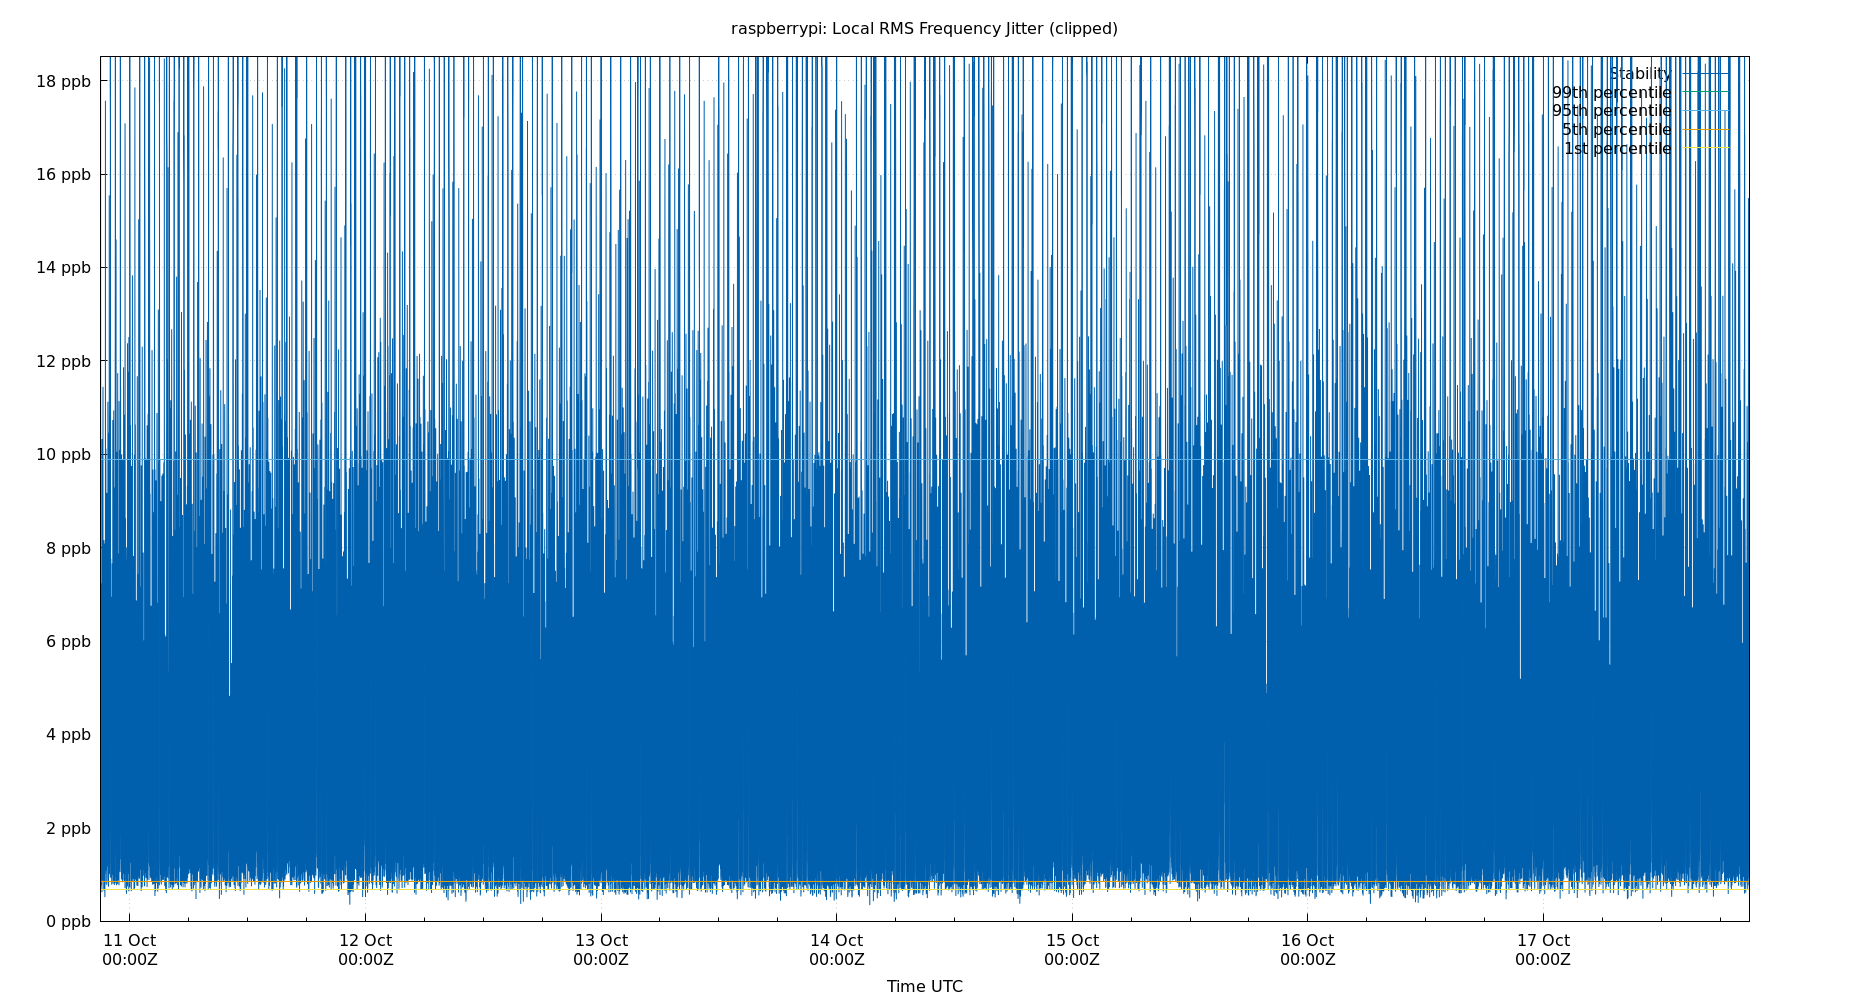 raspberrypi: Local RMS Frequency Jitter (clipped)
18 ppb
16 ppb
14 ppb
12 ppb
10 ppb
8 ppb
6 ppb
4 ppb
2 ppb
0 ppb
Stability
99th percentile
95th percentile
5th percentile
1st percentile
11 Oct 12 Oct 13 Oct 14 Oct 15 Oct 16 Oct 17 Oct
00:00Z 00:00Z 00:00Z 00:00Z 00:00Z 00:00Z 00:00Z
Time UTC